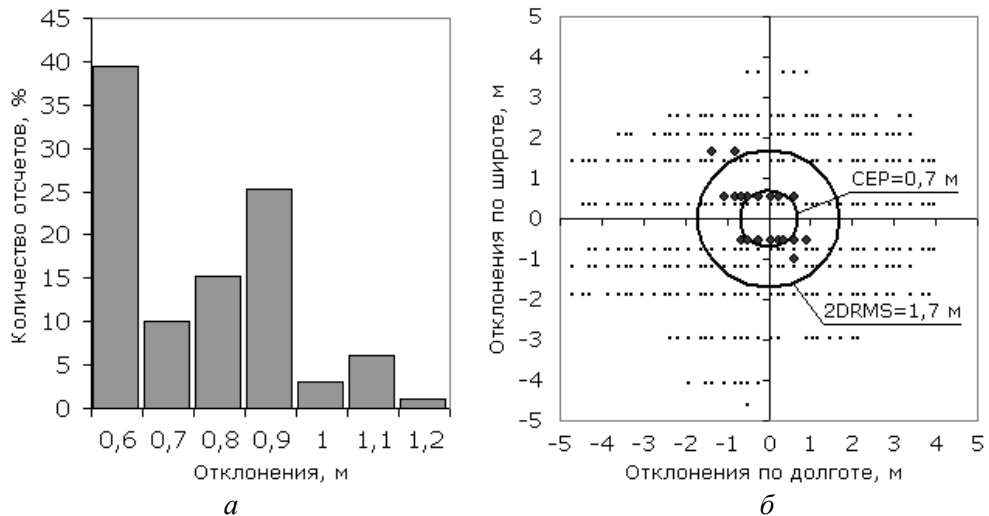 45
40
35
30
25
20
15
10
5
0
Количество отсчетов, %
0,6 0,7 0,8 0,9 1 1,1 1,2
Отклонения, м
а
5
4
3
2
1
0
-1
-2
-3
-4
-5
Отклонения по широте, м
CEP=0,7 м
2DRMS=1,7 м
-5 -4 -3 -2 -1 0 1 2 3 4 5
Отклонения по долготе, м
б